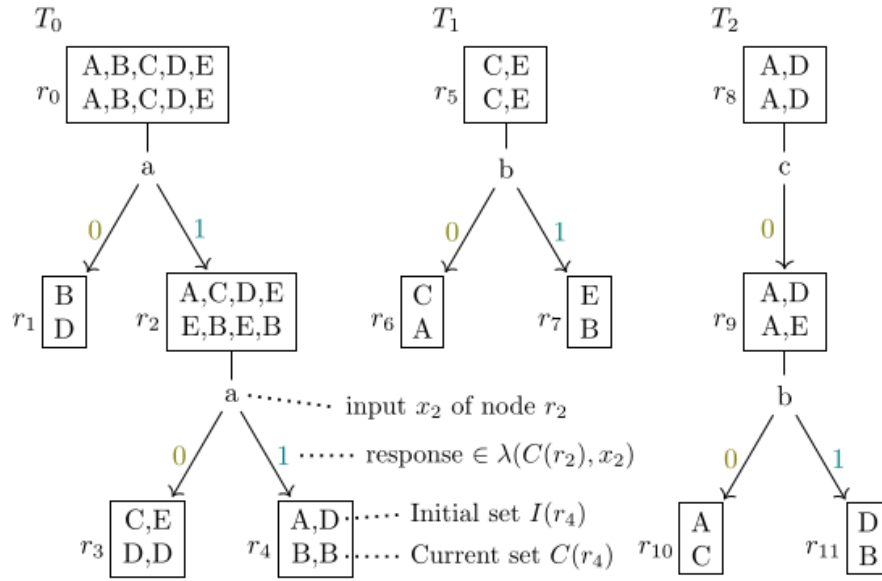 T₀ T₁ T₂
A,B,C,D,E C,E A,D
r₀ A,B,C,D,E r₅ C,E r₈ A,D
a b c
0 1 0 1 0
B A,C,D,E C E A,D
r₁ D r₂ E,B,E,B r₆ A r₇ B r₉ A,E
a input x₂ of node r₂ b
0 1 response ∈ λ(C(r₂), x₂) 0 1
C,E A,D Initial set I(r₄) A D
r₃ D,D r₄ B,B Current set C(r₄) r₁₀ C r₁₁ B